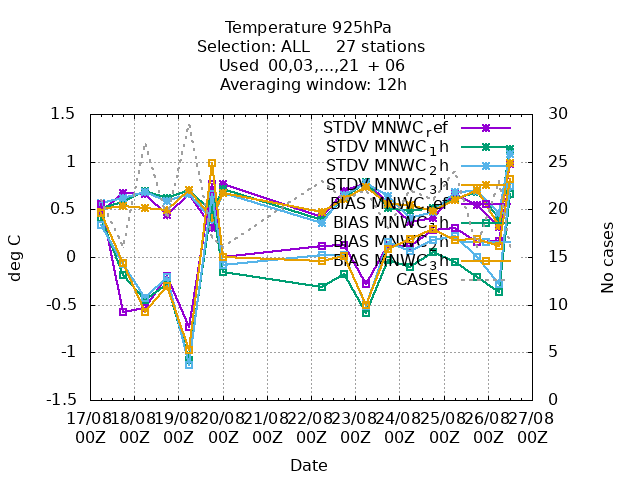 Temperature 925hPa
Selection: ALL 27 stations
Used 00,03,...,21 + 06
Averaging window: 12h
1.5
1
0.5
0
-0.5
-1
-1.5
deg C
30
25
20
15
10
5
0
No cases
STDV MNWC_ref
STDV MNWC_1h
STDV MNWC_2h
STDV MNWC_3h
BIAS MNWC_ref
BIAS MNWC_1h
BIAS MNWC_2h
BIAS MNWC_3h
CASES
17/08 18/08 19/08 20/08 21/08 22/08 23/08 24/08 25/08 26/08 27/08
00Z 00Z 00Z 00Z 00Z 00Z 00Z 00Z 00Z 00Z 00Z
Date